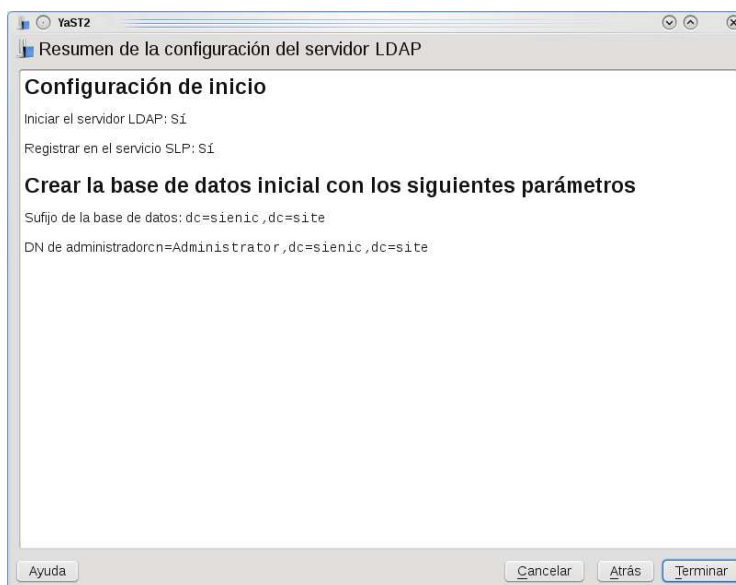 YaST2
Resumen de la configuración del servidor LDAP
Configuración de inicio
Iniciar el servidor LDAP: Sí
Registrar en el servicio SLP: Sí
Crear la base de datos inicial con los siguientes parámetros
Sufijo de la base de datos: dc=sienic,dc=site
DN de administradorcn=Administrator,dc=sienic,dc=site
Ayuda Cancelar Atrás Terminar